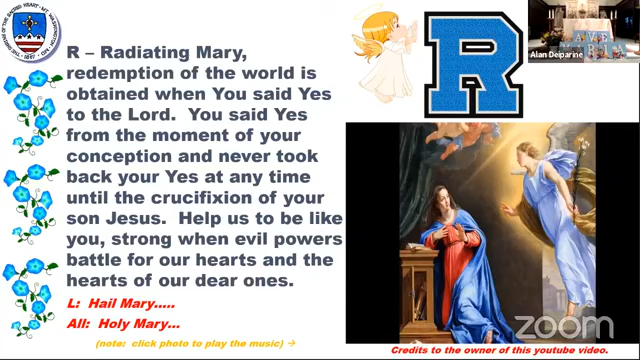 R – Radiating Mary,
redemption of the world is
obtained when You said Yes
to the Lord.  You said Yes
from the moment of your
conception and never took
back your Yes at any time
until the crucifixion of your
son Jesus.  Help us to be like
you, strong when evil powers
battle for our hearts and the
hearts of our dear ones.
L:  Hail Mary.....
All:  Holy Mary...
(note:  click photo to play the music) →
R
AVE
Alan Deiparine
zoom
Credits to the owner of this youtube video.